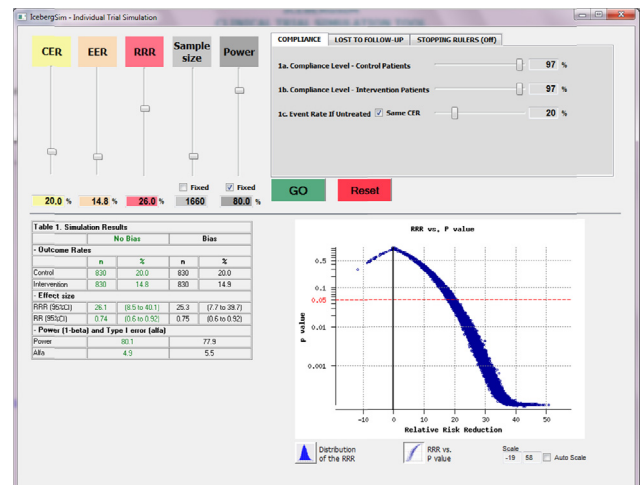 IcebergSim - Individual Trial Simulation
CER EER RRR Sample size Power
Fixed Fixed
20.0 % 14.8 % 26.0 % 1660 80.0 %
COMPLIANCE LOST TO FOLLOW-UP STOPPING RULERS (Off)
1a. Compliance Level - Control Patients 97 %
1b. Compliance Level - Intervention Patients 97 %
1c. Event Rate If Untreated Same CER 20 %
GO Reset
Table 1. Simulation Results
No Bias Bias
- Outcome Rates
n % n %
Control 830 20.0 830 20.0
Intervention 830 14.8 830 14.9
- Effect size
RRR (95%CI) 26.1 (8.5 to 40.1) 25.3 (7.7 to 39.7)
RR (95%CI) 0.74 (0.6 to 0.92) 0.75 (0.6 to 0.92)
- Power (1-beta) and Type I error (alfa)
Power 80.1 77.9
Alfa 4.9 5.5
RRR vs, P value
P value
0.5
0.1
0.05
0.01
0.001
-10 0 10 20 30 40 50
Relative Risk Reduction
Distribution of the RRR
RRR vs. P value
Scale
-19 58 Auto Scale